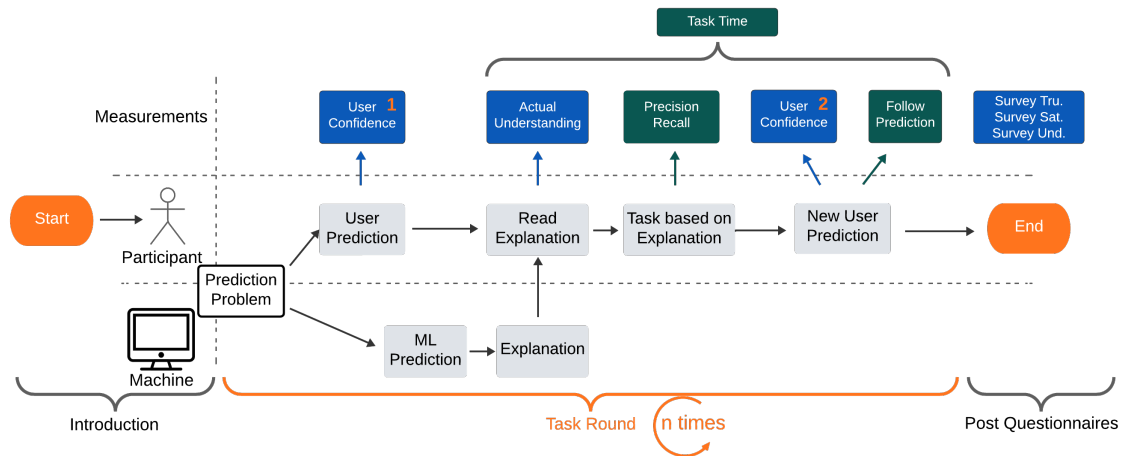 Task Time
Measurements
User 1
Confidence
Actual
Understanding
Precision
Recall
User 2
Confidence
Follow
Prediction
Survey Tru.
Survey Sat.
Survey Und.
Start
Participant
User
Prediction
Read
Explanation
Task based on
Explanation
New User
Prediction
End
Prediction
Problem
Machine
ML
Prediction
Explanation
Introduction
Task Round
n times
Post Questionnaires